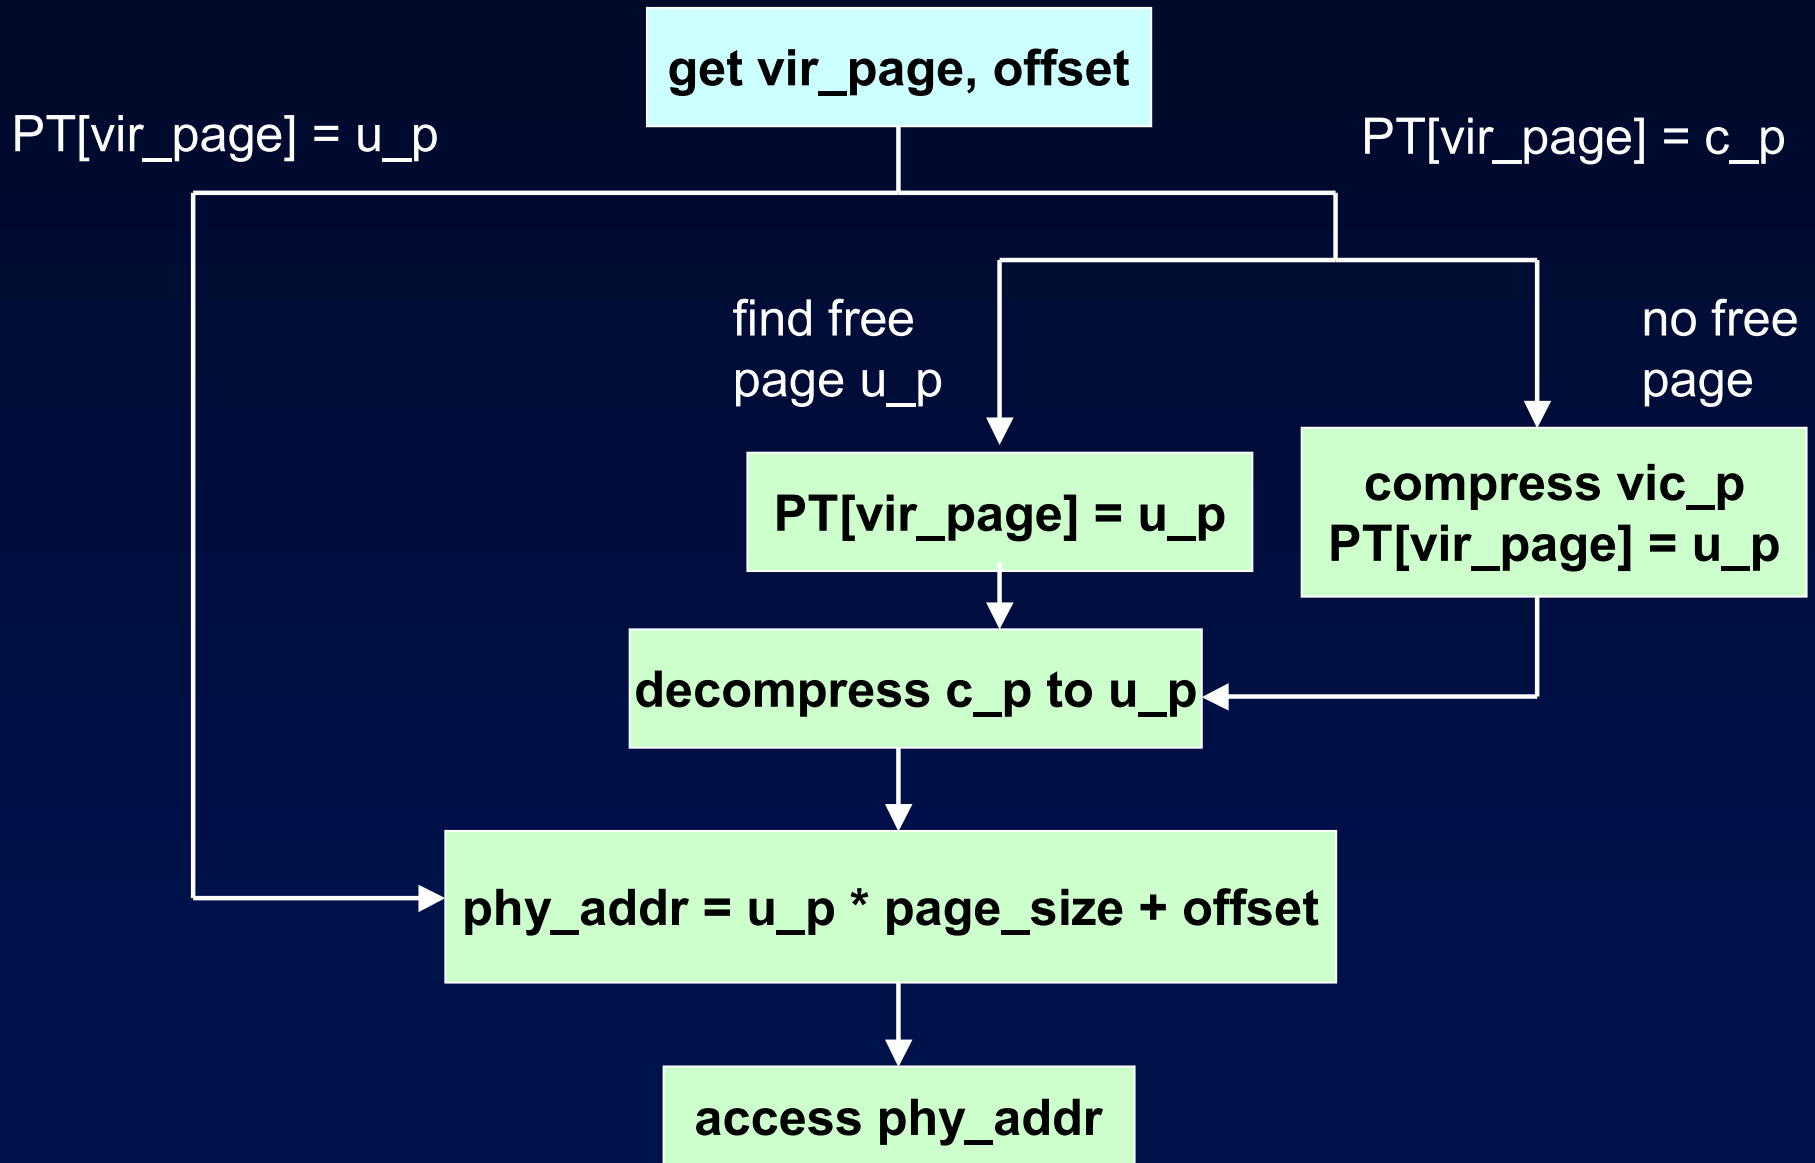 get vir_page, offset
PT[vir_page] = u_p
PT[vir_page] = c_p
find free
page u_p
no free
page
PT[vir_page] = u_p
compress vic_p
PT[vir_page] = u_p
decompress c_p to u_p
phy_addr = u_p * page_size + offset
access phy_addr